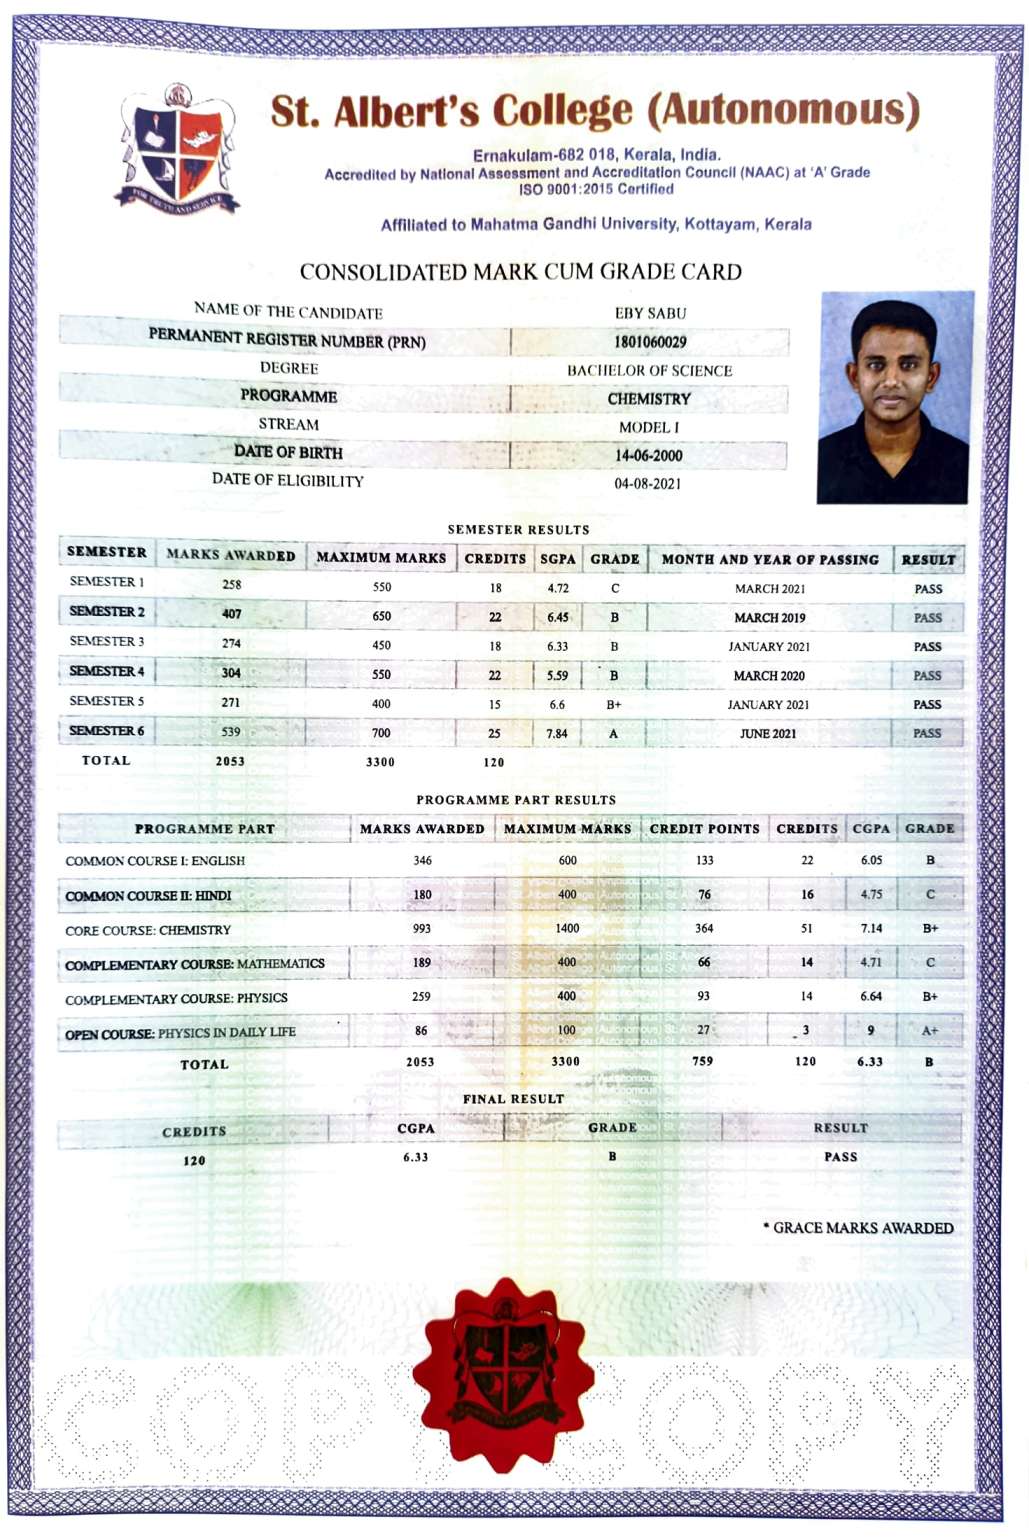 St. Albert's College (Autonomous)
Ernakulam-682 018, Kerala, India.
Accredited by National Assessment and Accreditation Council (NAAC) at 'A' Grade
ISO 9001:2015 Certified
Affiliated to Mahatma Gandhi University, Kottayam, Kerala
FOR TRUTH AND SERVICE
CONSOLIDATED MARK CUM GRADE CARD
NAME OF THE CANDIDATE EBY SABU
PERMANENT REGISTER NUMBER (PRN) 1801060029
DEGREE BACHELOR OF SCIENCE
PROGRAMME CHEMISTRY
STREAM MODEL I
DATE OF BIRTH 14-06-2000
DATE OF ELIGIBILITY 04-08-2021
SEMESTER RESULTS
SEMESTER MARKS AWARDED MAXIMUM MARKS CREDITS SGPA GRADE MONTH AND YEAR OF PASSING RESULT
SEMESTER 1 258 550 18 4.72 C MARCH 2021 PASS
SEMESTER 2 407 650 22 6.45 B MARCH 2019 PASS
SEMESTER 3 274 450 18 6.33 B JANUARY 2021 PASS
SEMESTER 4 304 550 22 5.59 B MARCH 2020 PASS
SEMESTER 5 271 400 15 6.6 B+ JANUARY 2021 PASS
SEMESTER 6 539 700 25 7.84 A JUNE 2021 PASS
TOTAL 2053 3300 120
PROGRAMME PART RESULTS
PROGRAMME PART MARKS AWARDED MAXIMUM MARKS CREDIT POINTS CREDITS CGPA GRADE
COMMON COURSE I: ENGLISH 346 600 133 22 6.05 B
COMMON COURSE II: HINDI 180 400 76 16 4.75 C
CORE COURSE: CHEMISTRY 993 1400 364 51 7.14 B+
COMPLEMENTARY COURSE: MATHEMATICS 189 400 66 14 4.71 C
COMPLEMENTARY COURSE: PHYSICS 259 400 93 14 6.64 B+
OPEN COURSE: PHYSICS IN DAILY LIFE 86 100 27 3 9 A+
TOTAL 2053 3300 759 120 6.33 B
FINAL RESULT
CREDITS CGPA GRADE RESULT
120 6.33 B PASS
* GRACE MARKS AWARDED
COPY COPY